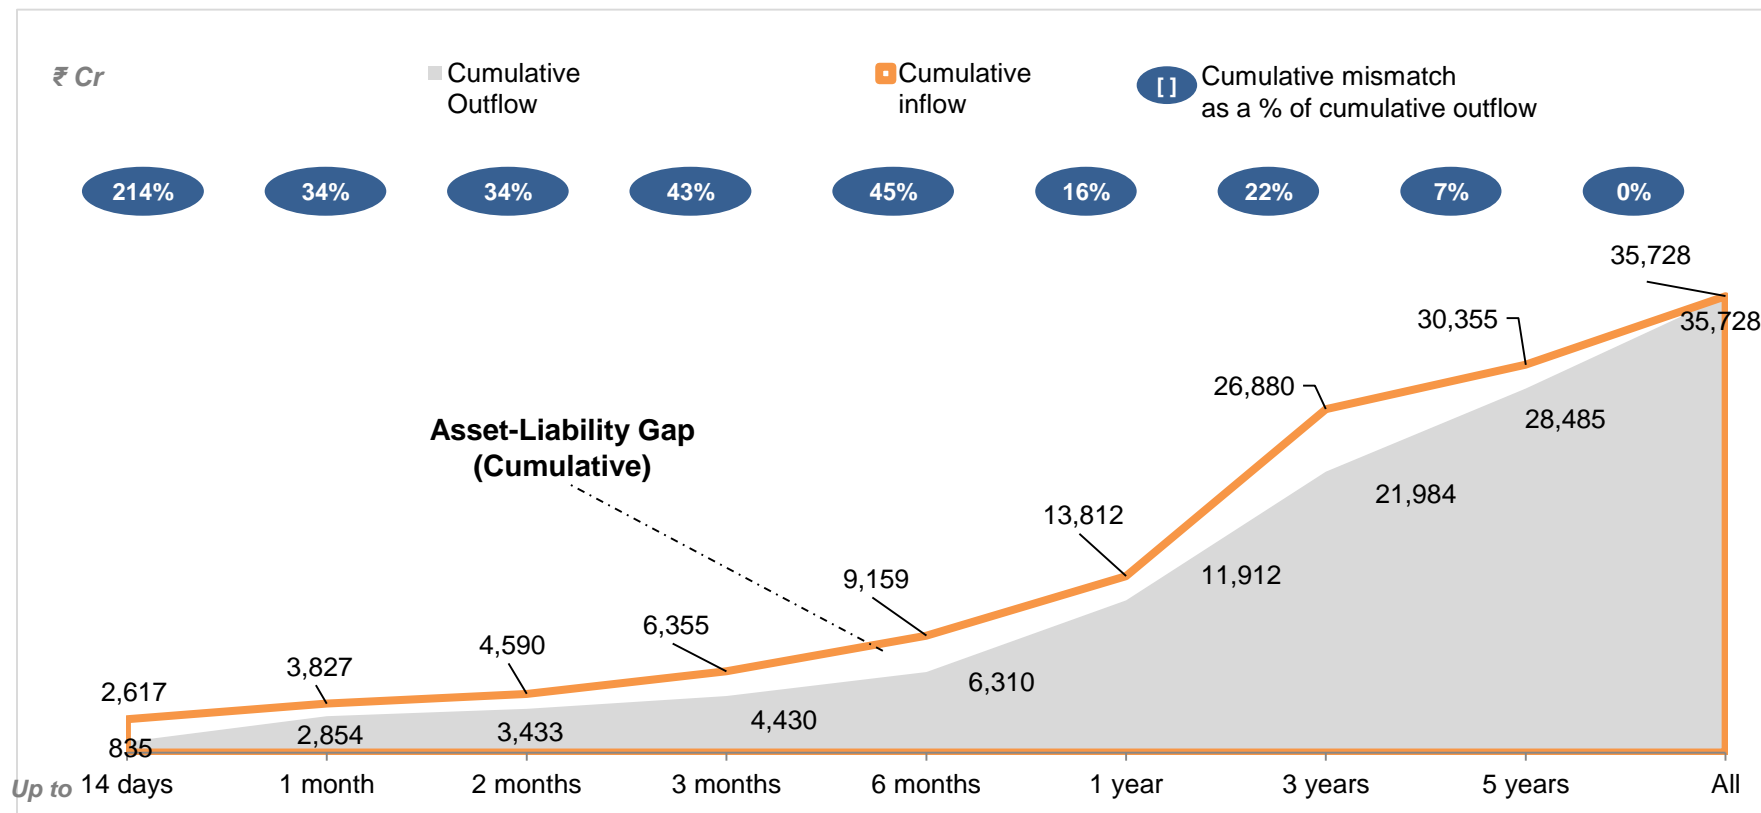 ₹ Cr
Cumulative
Outflow
Cumulative
inflow
[ ]
Cumulative mismatch
as a % of cumulative outflow
214% 34% 34% 43% 45% 16% 22% 7% 0%
35,728
35,728
30,355
26,880
28,485
Asset-Liability Gap
(Cumulative)
21,984
13,812
11,912
9,159
6,355
4,590
3,827
2,617
6,310
4,430
3,433
2,854
835
Up to 14 days 1 month 2 months 3 months 6 months 1 year 3 years 5 years All